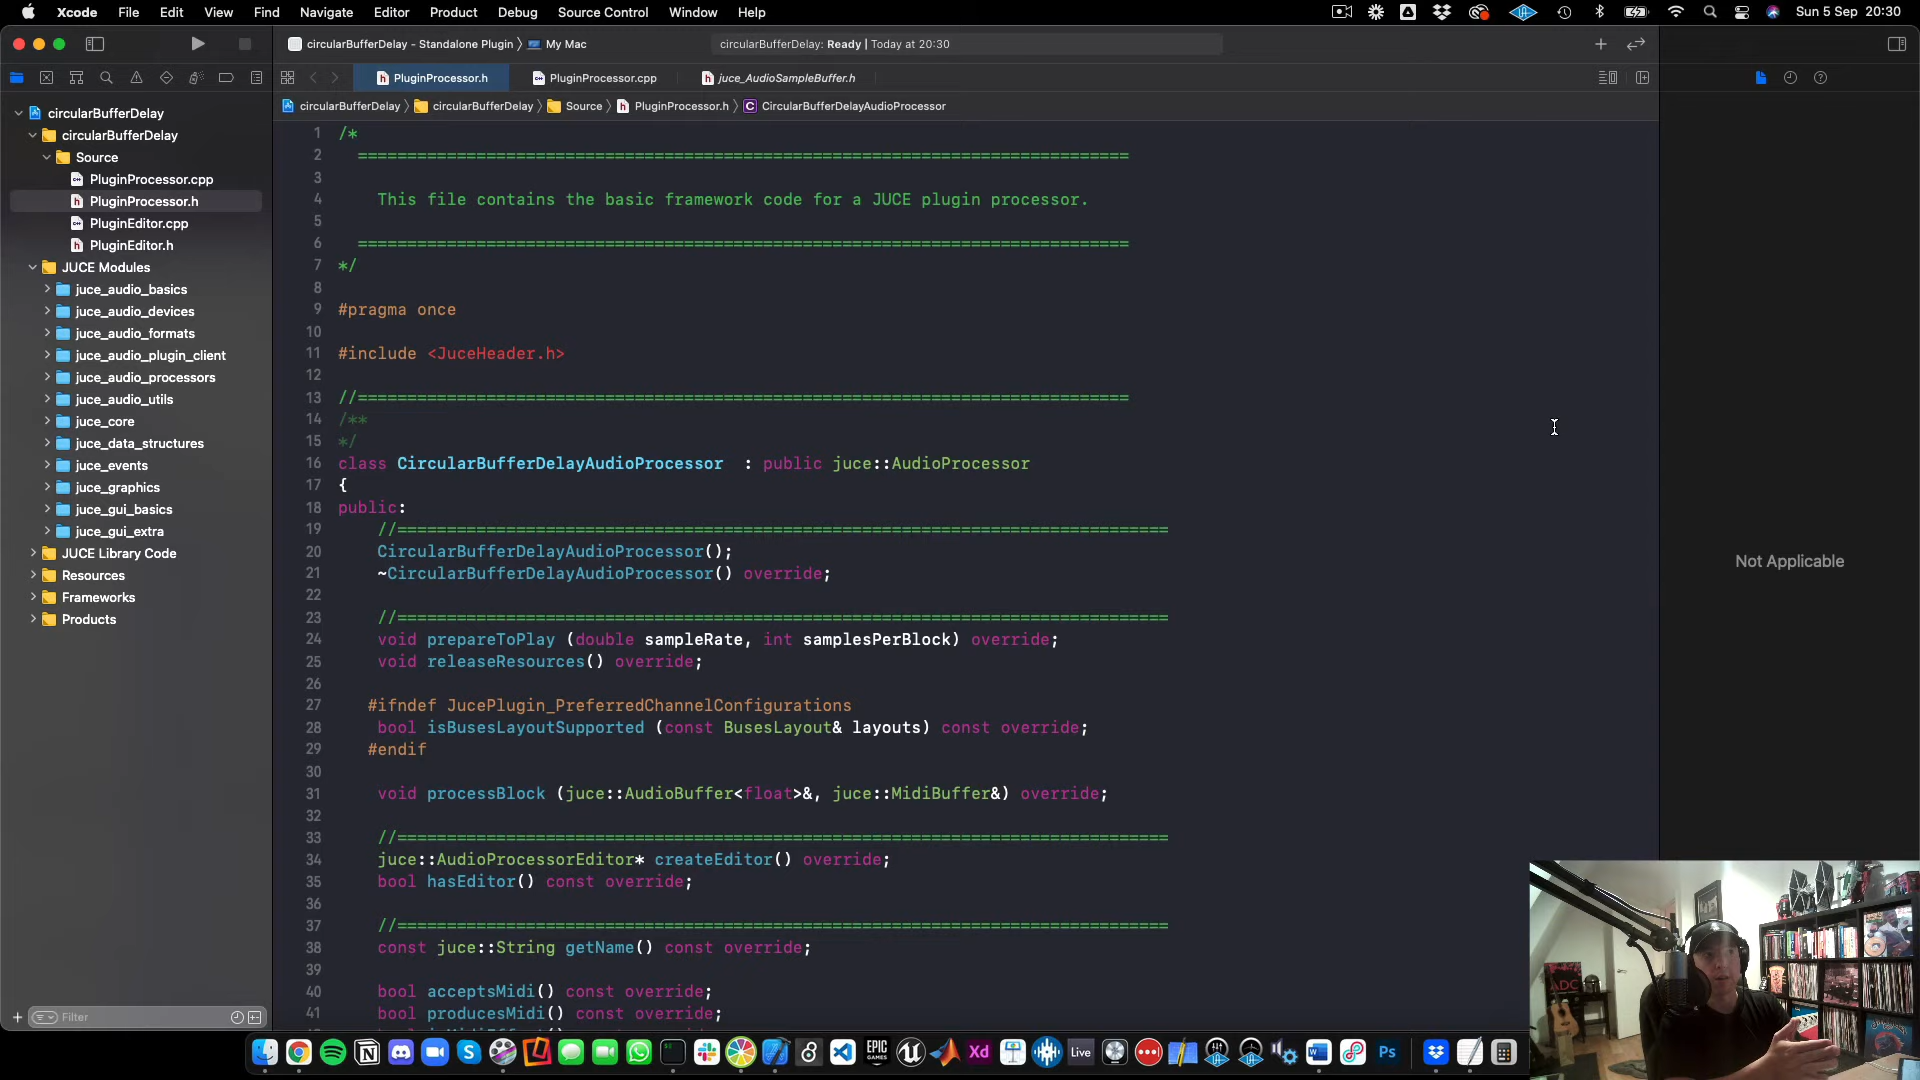 Xcode File Edit View Find Navigate Editor Product Debug Source Control Window Help Sun 5 Sep 20:30
circularBufferDelay - Standalone Plugin 〉 My Mac circularBufferDelay: Ready | Today at 20:30
PluginProcessor.h PluginProcessor.cpp juce_AudioSampleBuffer.h
circularBufferDelay 〉 circularBufferDelay 〉 Source 〉 PluginProcessor.h 〉 C CircularBufferDelayAudioProcessor
circularBufferDelay
circularBufferDelay
Source
PluginProcessor.cpp
PluginProcessor.h
PluginEditor.cpp
PluginEditor.h
JUCE Modules
juce_audio_basics
juce_audio_devices
juce_audio_formats
juce_audio_plugin_client
juce_audio_processors
juce_audio_utils
juce_core
juce_data_structures
juce_events
juce_graphics
juce_gui_basics
juce_gui_extra
JUCE Library Code
Resources
Frameworks
Products
Filter
1 /*
2 ==============================================================================
3
4 This file contains the basic framework code for a JUCE plugin processor.
5
6 ==============================================================================
7 */
8
9 #pragma once
10
11 #include <JuceHeader.h>
12
13 //==============================================================================
14 /**
15 */
16 class CircularBufferDelayAudioProcessor  : public juce::AudioProcessor
17 {
18 public:
19 //==============================================================================
20 CircularBufferDelayAudioProcessor();
21 ~CircularBufferDelayAudioProcessor() override;
22
23 //==============================================================================
24 void prepareToPlay (double sampleRate, int samplesPerBlock) override;
25 void releaseResources() override;
26
27 #ifndef JucePlugin_PreferredChannelConfigurations
28 bool isBusesLayoutSupported (const BusesLayout& layouts) const override;
29 #endif
30
31 void processBlock (juce::AudioBuffer<float>&, juce::MidiBuffer&) override;
32
33 //==============================================================================
34 juce::AudioProcessorEditor* createEditor() override;
35 bool hasEditor() const override;
36
37 //==============================================================================
38 const juce::String getName() const override;
39
40 bool acceptsMidi() const override;
41 bool producesMidi() const override;
Not Applicable
ADC
EPIC GAMES
Xd
Live
Ps